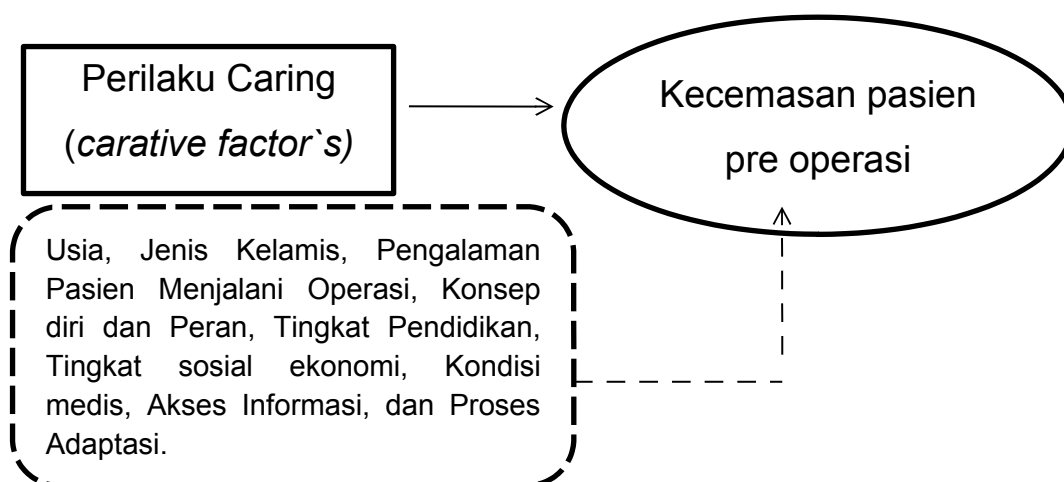 Perilaku Caring
(carative factor`s)
Kecemasan pasien
pre operasi
Usia, Jenis Kelamis, Pengalaman
Pasien Menjalani Operasi, Konsep
diri dan Peran, Tingkat Pendidikan,
Tingkat sosial ekonomi, Kondisi
medis, Akses Informasi, dan Proses
Adaptasi.